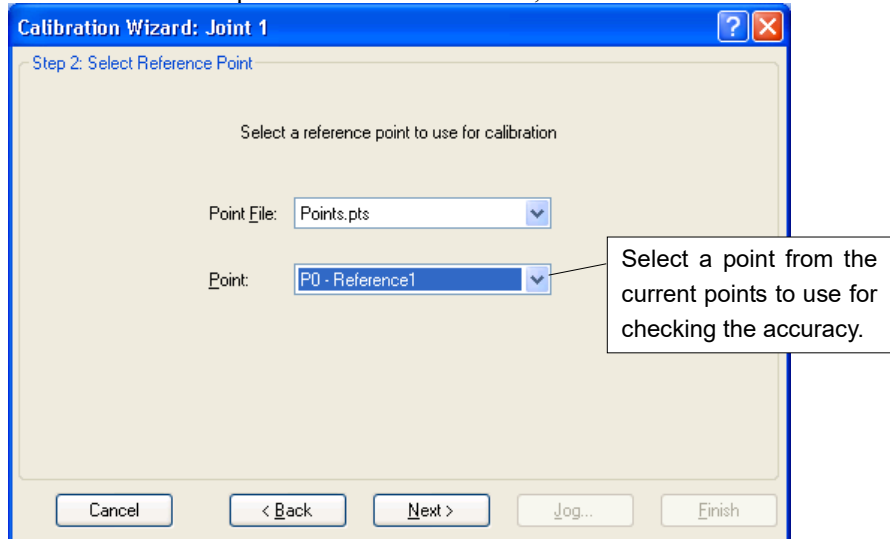 Calibration Wizard: Joint 1
Step 2: Select Reference Point
Select a reference point to use for calibration
Point File: Points.pts
Point: P0 - Reference1
Select a point from the
current points to use for
checking the accuracy.
Cancel < Back Next > Jog... Finish